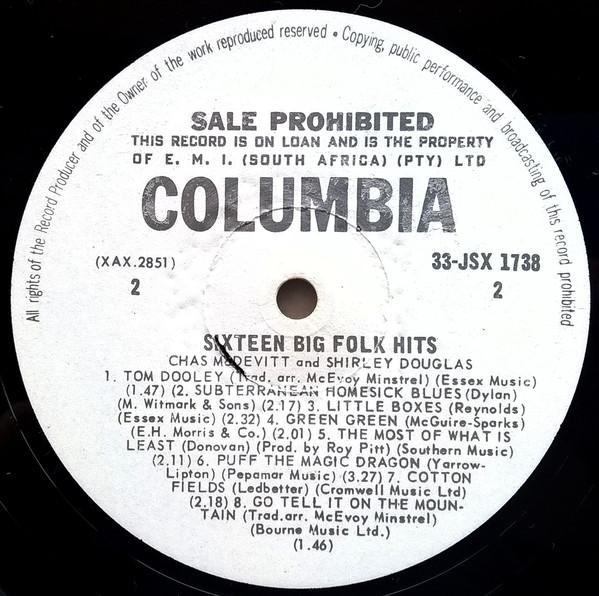 All rights of the Record Producer and of the Owner of the work reproduced reserved • Copying, public performance and broadcasting of this record prohibited
SALE PROHIBITED
THIS RECORD IS ON LOAN AND IS THE PROPERTY
OF E. M. I. (SOUTH AFRICA) (PTY) LTD
COLUMBIA
(XAX.2851)
2
33-JSX 1738
2
SIXTEEN BIG FOLK HITS
CHAS McDEVITT and SHIRLEY DOUGLAS
1. TOM DOOLEY (Trad. arr. McEvoy Minstrel) (Essex Music)
(1.47) 2. SUBTERRANEAN HOMESICK BLUES (Dylan)
(M. Witmark & Sons) (2.17) 3. LITTLE BOXES (Reynolds)
(Essex Music) (2.32) 4. GREEN GREEN (McGuire-Sparks)
(E.H. Morris & Co.) (2.01) 5. THE MOST OF WHAT IS
LEAST (Donovan) (Prod. by Roy Pitt) (Southern Music)
(2.11) 6. PUFF THE MAGIC DRAGON (Yarrow-
Lipton) (Pepamar Music) (3.27) 7. COTTON
FIELDS (Ledbetter) (Cromwell Music Ltd)
(2.18) 8. GO TELL IT ON THE MOUN-
TAIN (Trad.arr. McEvoy Minstrel)
(Bourne Music Ltd.)
(1.46)